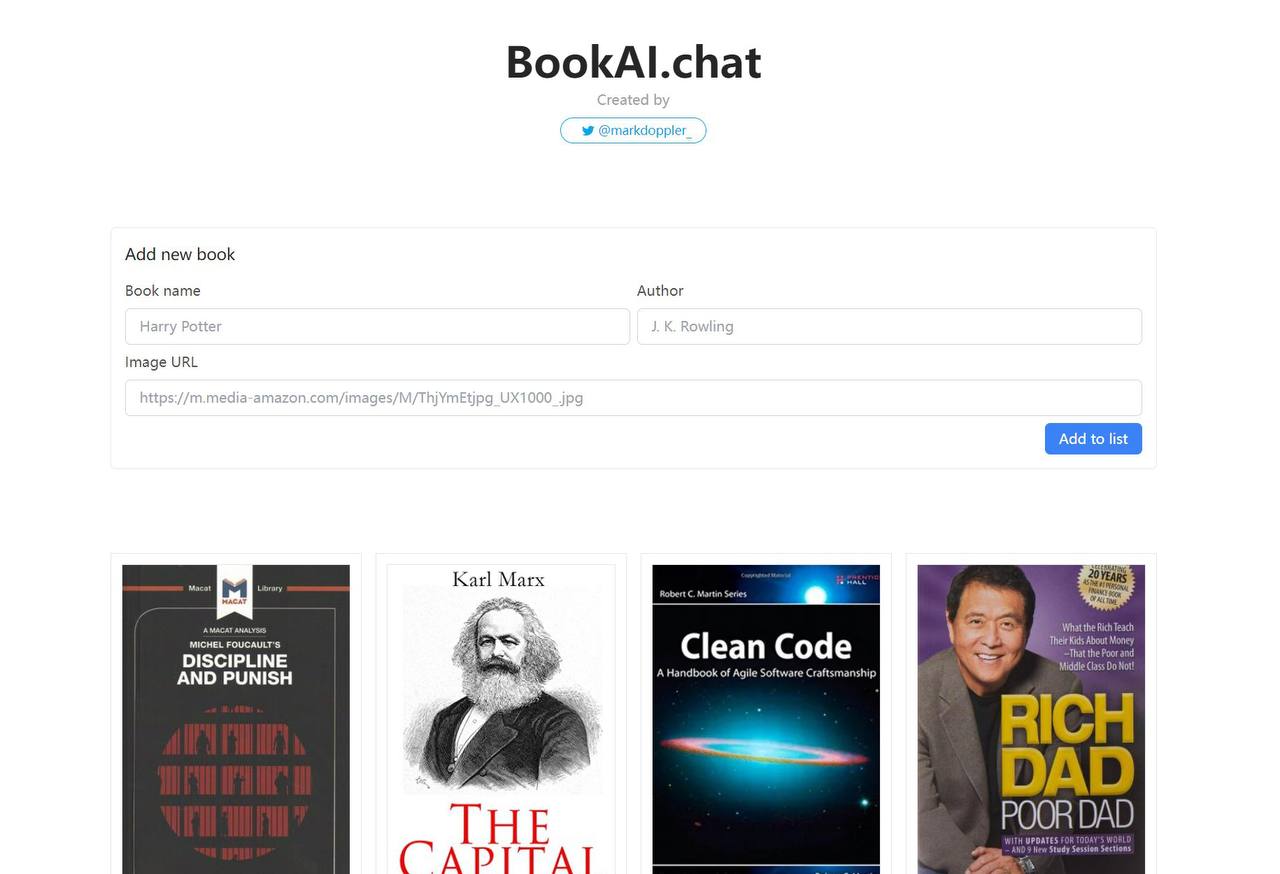 BookAI.chat
Created by
@markdoppler_
Add new book
Book name
Author
Harry Potter
J. K. Rowling
Image URL
https://m.media-amazon.com/images/M/ThjYmEtjpg_UX1000_.jpg
Add to list
Macat
MACAT
Library
A MACAT ANALYSIS
MICHEL FOUCAULT'S
DISCIPLINE
AND PUNISH
Karl Marx
THE
CAPITAL
Copyrighted Material
PRENTICE
HALL
Robert C. Martin Series
Clean Code
A Handbook of Agile Software Craftsmanship
CELEBRATING
20 YEARS
AS THE #1 PERSONAL
FINANCE BOOK
OF ALL TIME
What the Rich Teach
Their Kids About Money
–That the Poor and
Middle Class Do Not!
RICH
DAD
POOR DAD
WITH UPDATES FOR TODAY'S WORLD
– AND 9 New Study Session Sections